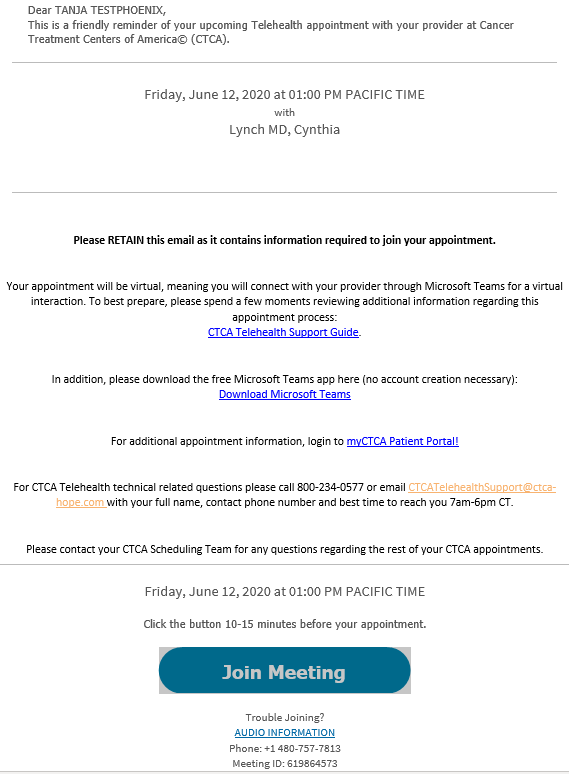 Dear TANJA TESTPHOENIX,
This is a friendly reminder of your upcoming Telehealth appointment with your provider at Cancer
Treatment Centers of America© (CTCA).
Friday, June 12, 2020 at 01:00 PM PACIFIC TIME
with
Lynch MD, Cynthia
Please RETAIN this email as it contains information required to join your appointment.
Your appointment will be virtual, meaning you will connect with your provider through Microsoft Teams for a virtual
interaction. To best prepare, please spend a few moments reviewing additional information regarding this
appointment process:
CTCA Telehealth Support Guide.
In addition, please download the free Microsoft Teams app here (no account creation necessary):
Download Microsoft Teams
For additional appointment information, login to myCTCA Patient Portal!
For CTCA Telehealth technical related questions please call 800-234-0577 or email CTCATelehealthSupport@ctca-
hope.com with your full name, contact phone number and best time to reach you 7am-6pm CT.
Please contact your CTCA Scheduling Team for any questions regarding the rest of your CTCA appointments.
Friday, June 12, 2020 at 01:00 PM PACIFIC TIME
Click the button 10-15 minutes before your appointment.
Join Meeting
Trouble Joining?
AUDIO INFORMATION
Phone: +1 480-757-7813
Meeting ID: 619864573